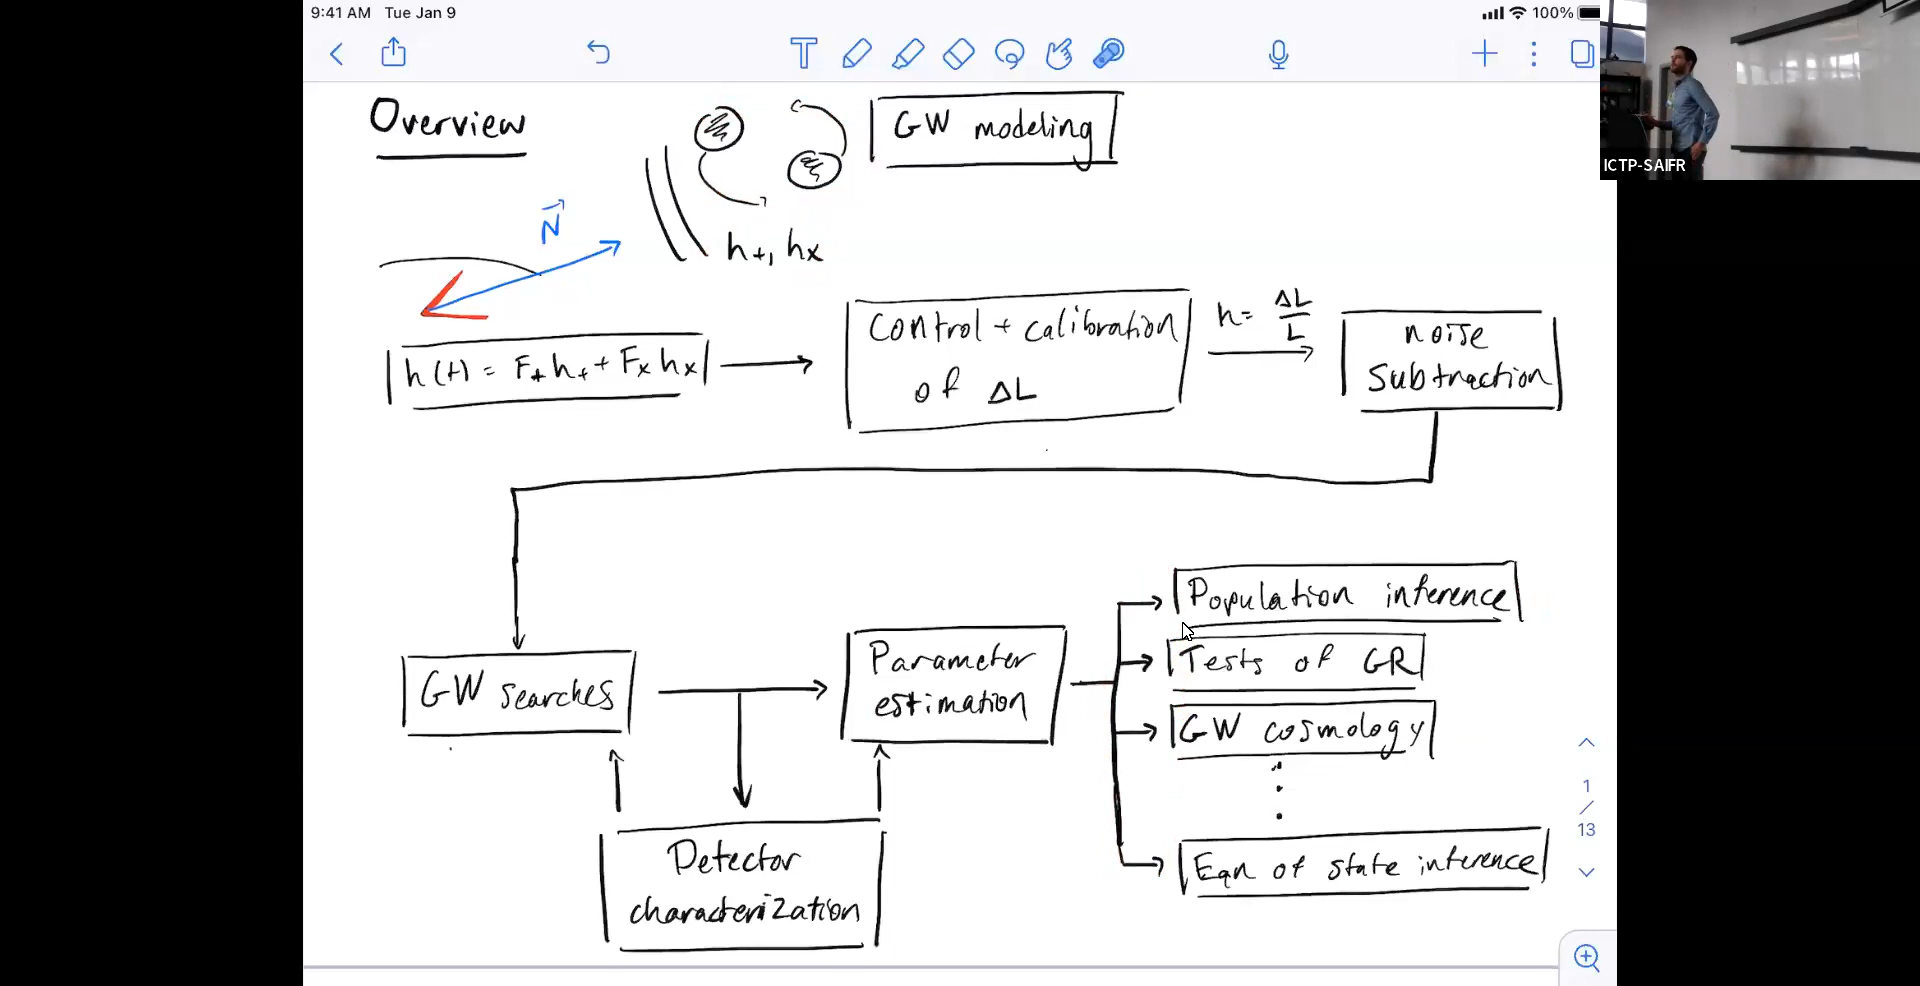 9:41 AM Tue Jan 9
100%
ICTP-SAIFR
Overview
GW modeling
N
h+, hx
h(t) = F+ h+ + Fx hx
Control + calibration
of ΔL
h = ΔL
L
noise
Subtraction
GW searches
Parameter
estimation
Detector
characterization
Population inference
Tests of GR
GW cosmology
Eqn of state inference
1
/
13